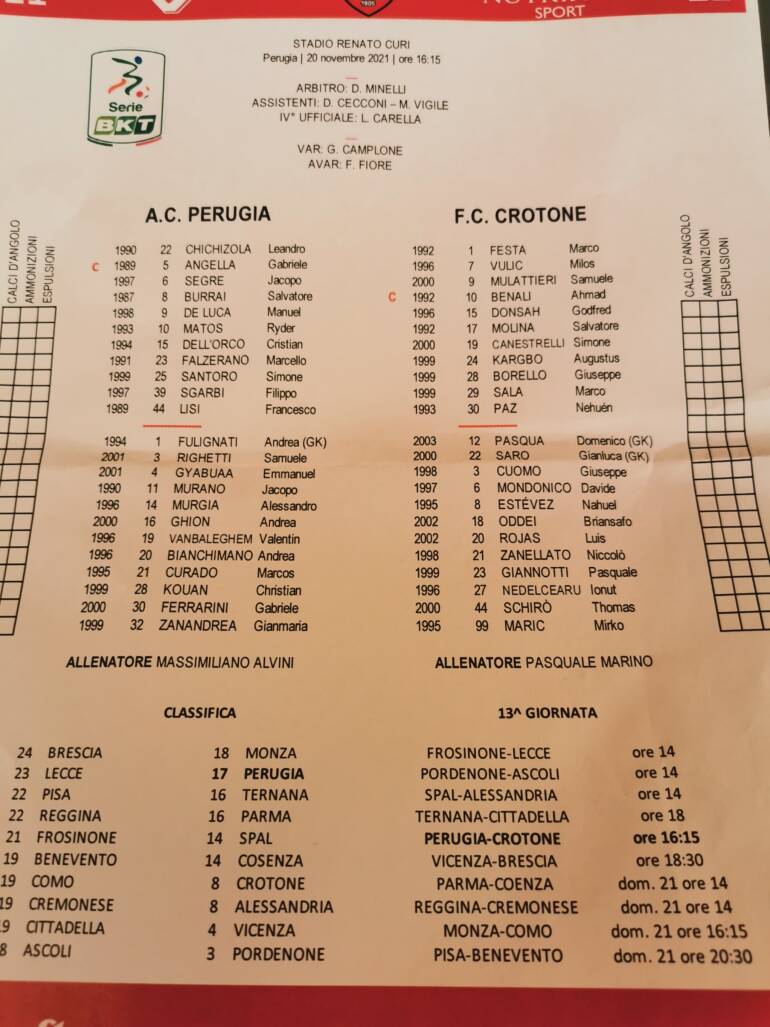 SPORT
1905
STADIO RENATO CURI
Perugia | 20 novembre 2021 | ore 16:15
ARBITRO: D. MINELLI
ASSISTENTI: D. CECCONI – M. VIGILE
IV° UFFICIALE: L. CARELLA
VAR: G. CAMPLONE
AVAR: F. FIORE
Serie
BKT
A.C. PERUGIA
CALCI D'ANGOLO
AMMONIZIONI
ESPULSIONI
1990 22 CHICHIZOLA Leandro
C 1989 5 ANGELLA Gabriele
1997 6 SEGRE Jacopo
1987 8 BURRAI Salvatore
1998 9 DE LUCA Manuel
1993 10 MATOS Ryder
1994 15 DELL'ORCO Cristian
1991 23 FALZERANO Marcello
1999 25 SANTORO Simone
1997 39 SGARBI Filippo
1989 44 LISI Francesco
1994 1 FULIGNATI Andrea (GK)
2001 3 RIGHETTI Samuele
2001 4 GYABUAA Emmanuel
1990 11 MURANO Jacopo
1996 14 MURGIA Alessandro
2000 16 GHION Andrea
1996 19 VANBALEGHEM Valentin
1996 20 BIANCHIMANO Andrea
1995 21 CURADO Marcos
1999 28 KOUAN Christian
2000 30 FERRARINI Gabriele
1999 32 ZANANDREA Gianmaria
ALLENATORE MASSIMILIANO ALVINI
F.C. CROTONE
CALCI D'ANGOLO
AMMONIZIONI
ESPULSIONI
1992 1 FESTA Marco
1996 7 VULIC Milos
2000 9 MULATTIERI Samuele
C 1992 10 BENALI Ahmad
1996 15 DONSAH Godfred
1992 17 MOLINA Salvatore
2000 19 CANESTRELLI Simone
1999 24 KARGBO Augustus
1999 28 BORELLO Giuseppe
1999 29 SALA Marco
1993 30 PAZ Nehuén
2003 12 PASQUA Domenico (GK)
2000 22 SARO Gianluca (GK)
1998 3 CUOMO Giuseppe
1997 6 MONDONICO Davide
1995 8 ESTÉVEZ Nahuel
2002 18 ODDEI Briansafo
2002 20 ROJAS Luis
1998 21 ZANELLATO Niccolò
1999 23 GIANNOTTI Pasquale
1996 27 NEDELCEARU Ionut
2000 44 SCHIRÒ Thomas
1995 99 MARIC Mirko
ALLENATORE PASQUALE MARINO
CLASSIFICA
24 BRESCIA
23 LECCE
22 PISA
22 REGGINA
21 FROSINONE
19 BENEVENTO
19 COMO
19 CREMONESE
9 CITTADELLA
8 ASCOLI
18 MONZA
17 PERUGIA
16 TERNANA
16 PARMA
14 SPAL
14 COSENZA
8 CROTONE
8 ALESSANDRIA
4 VICENZA
3 PORDENONE
13^ GIORNATA
FROSINONE-LECCE ore 14
PORDENONE-ASCOLI ore 14
SPAL-ALESSANDRIA ore 14
TERNANA-CITTADELLA ore 18
PERUGIA-CROTONE ore 16:15
VICENZA-BRESCIA ore 18:30
PARMA-COENZA dom. 21 ore 14
REGGINA-CREMONESE dom. 21 ore 14
MONZA-COMO dom. 21 ore 16:15
PISA-BENEVENTO dom. 21 ore 20:30